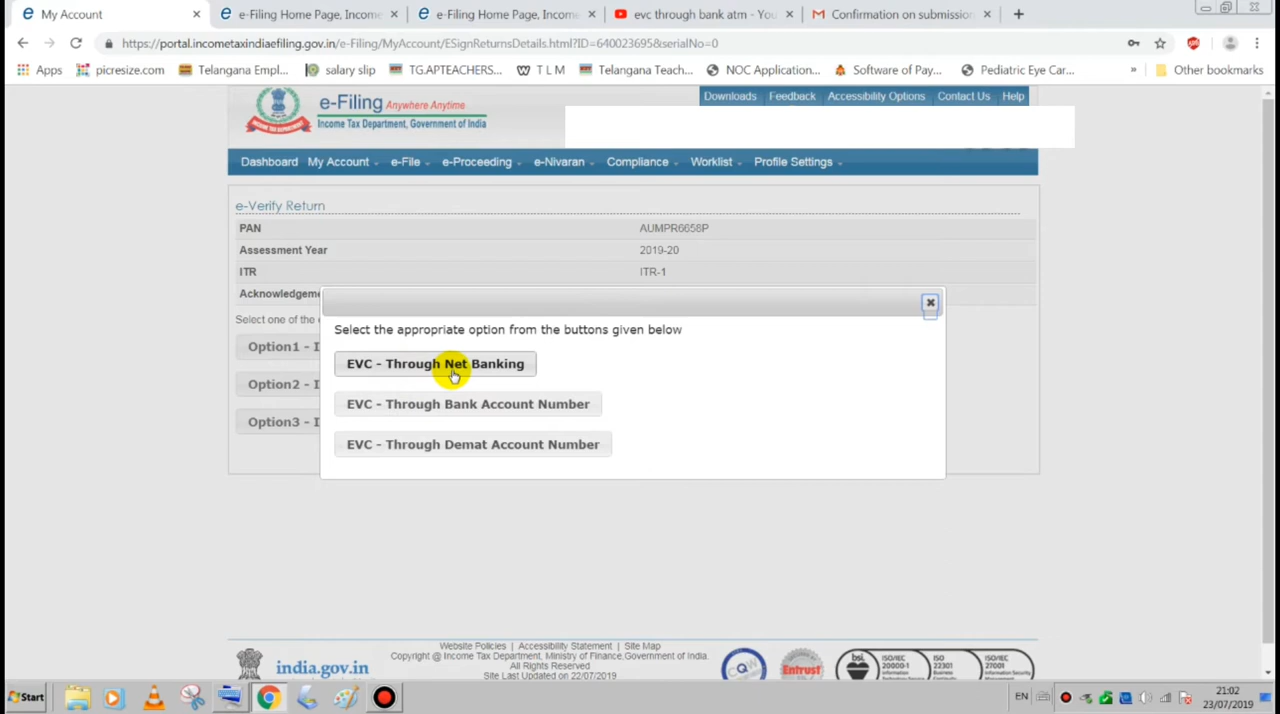 My Account
e-Filing Home Page, Income
e-Filing Home Page, Income
evc through bank atm - You
Confirmation on submission
https://portal.incometaxindiaefiling.gov.in/e-Filing/MyAccount/ESignReturnsDetails.html?ID=640023695&serialNo=0
Apps
picresize.com
Telangana Empl...
salary slip
TG.APTEACHERS...
T L M
Telangana Teach...
NOC Application...
Software of Pay...
Pediatric Eye Car...
»
Other bookmarks
e-Filing Anywhere Anytime
Income Tax Department, Government of India
Downloads Feedback Accessibility Options Contact Us Help
Dashboard My Account e-File e-Proceeding e-Nivaran Compliance Worklist Profile Settings
e-Verify Return
PAN AUMPR6658P
Assessment Year 2019-20
ITR ITR-1
Acknowledgeme
Select one of the
Option1 - I
Option2 - I
Option3 - I
Select the appropriate option from the buttons given below
EVC - Through Net Banking
EVC - Through Bank Account Number
EVC - Through Demat Account Number
india.gov.in
Website Policies | Accessibility Statement | Site Map
Copyright @ Income Tax Department, Ministry of Finance,Government of India.
All Rights Reserved
Site Last Updated on 22/07/2019
CQW
Entrust
bsi.
ISO/IEC
20000-1
ISO
22301
ISO/IEC
27001
Start
EN
21:02
23/07/2019